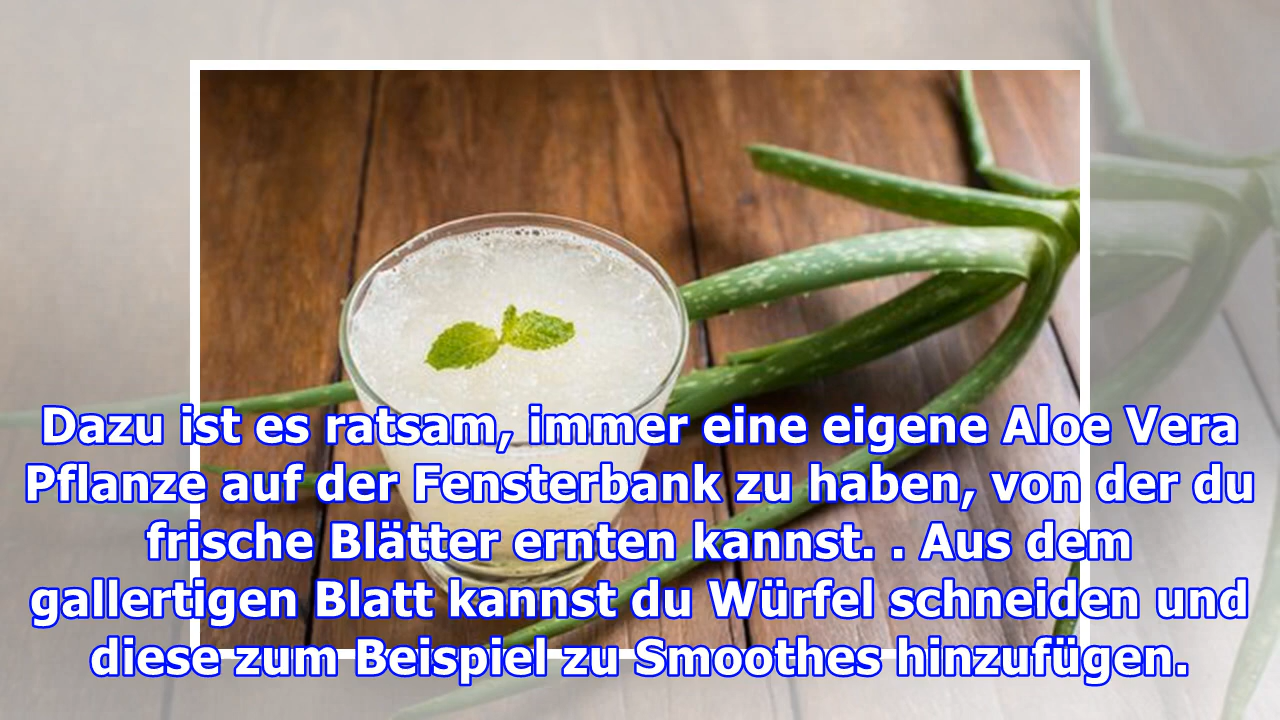 Dazu ist es ratsam, immer eine eigene Aloe Vera
Pflanze auf der Fensterbank zu haben, von der du
frische Blätter ernten kannst. . Aus dem
gallertigen Blatt kannst du Würfel schneiden und
diese zum Beispiel zu Smoothes hinzufügen.